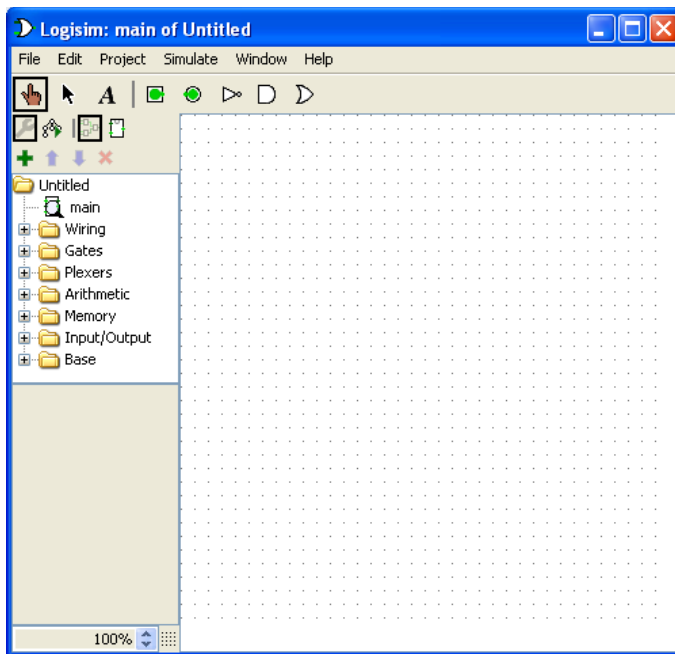 Logisim: main of Untitled
File Edit Project Simulate Window Help
A
Untitled
main
Wiring
Gates
Plexers
Arithmetic
Memory
Input/Output
Base
100%